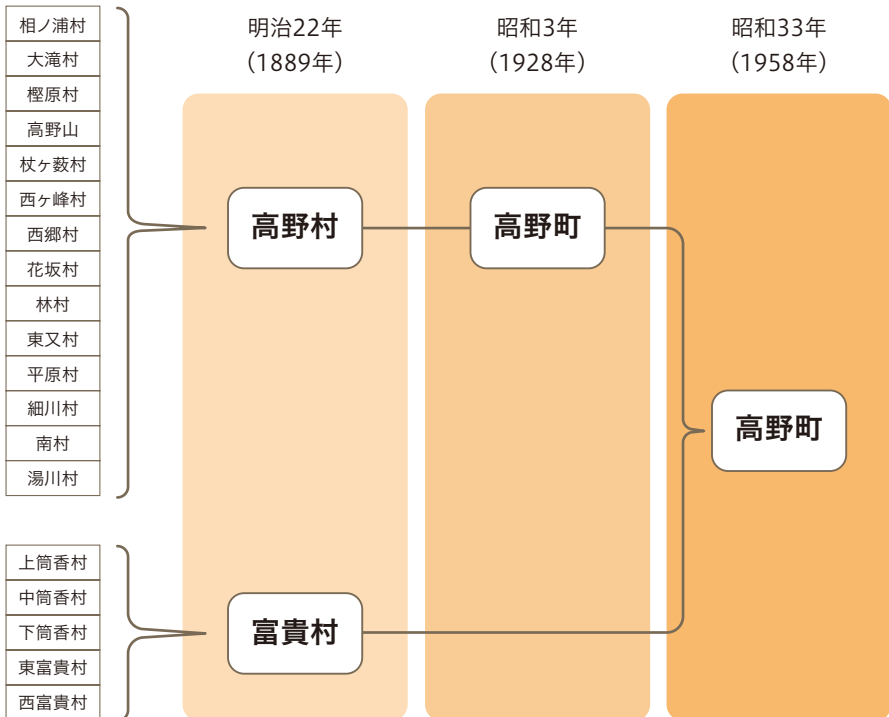 明治22年
（1889年）
昭和3年
（1928年）
昭和33年
（1958年）
相ノ浦村
大滝村
樫原村
高野山
杖ヶ薮村
西ヶ峰村
西郷村
花坂村
林村
東又村
平原村
細川村
南村
湯川村
高野村
高野町
高野町
上筒香村
中筒香村
下筒香村
東富貴村
西富貴村
富貴村